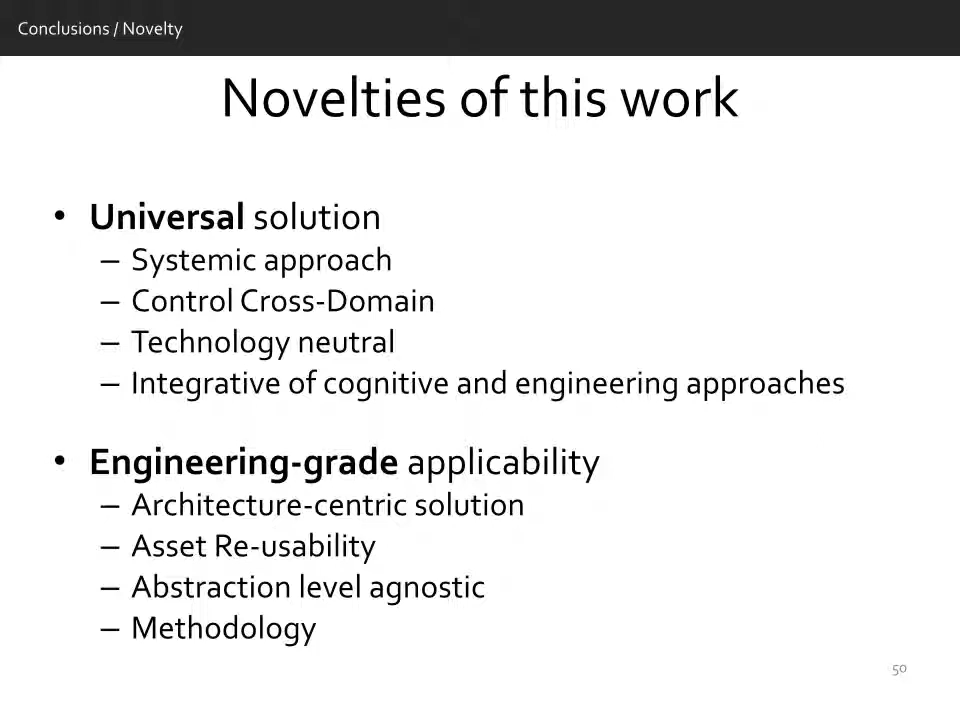 Conclusions / Novelty
Novelties of this work
• Universal solution
– Systemic approach
– Control Cross-Domain
– Technology neutral
– Integrative of cognitive and engineering approaches
• Engineering-grade applicability
– Architecture-centric solution
– Asset Re-usability
– Abstraction level agnostic
– Methodology
50